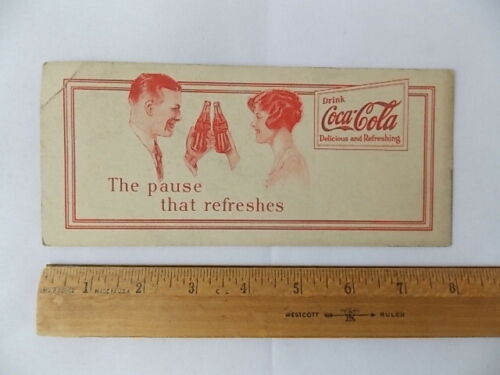 Drink
Coca-Cola
Delicious and Refreshing
The pause
that refreshes
1 2 3 4 5 6 7 8
WESTCOTT RULER